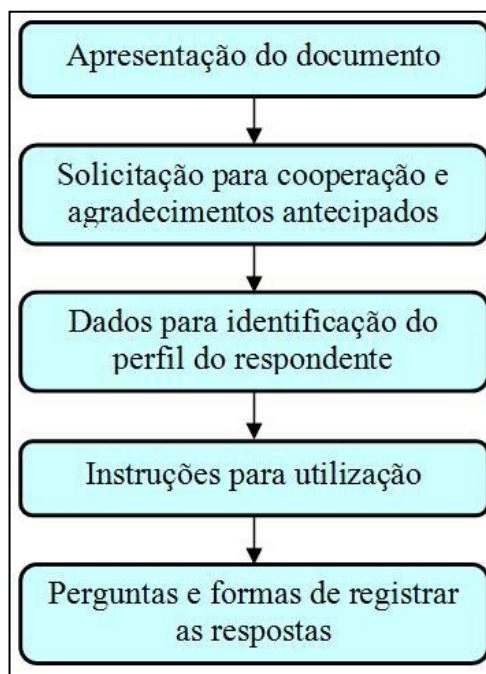 Apresentação do documento
Solicitação para cooperação e
agradecimentos antecipados
Dados para identificação do
perfil do respondente
Instruções para utilização
Perguntas e formas de registrar
as respostas